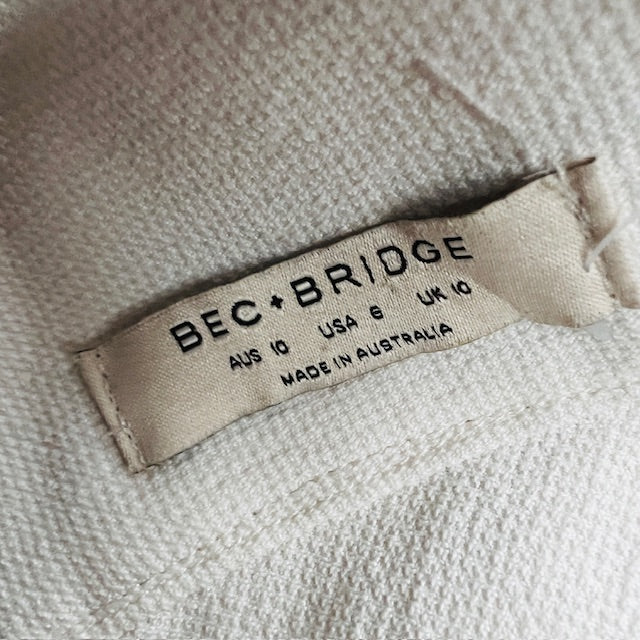 BEC+BRIDGE
AUS 10 USA 6 UK 10
MADE IN AUSTRALIA